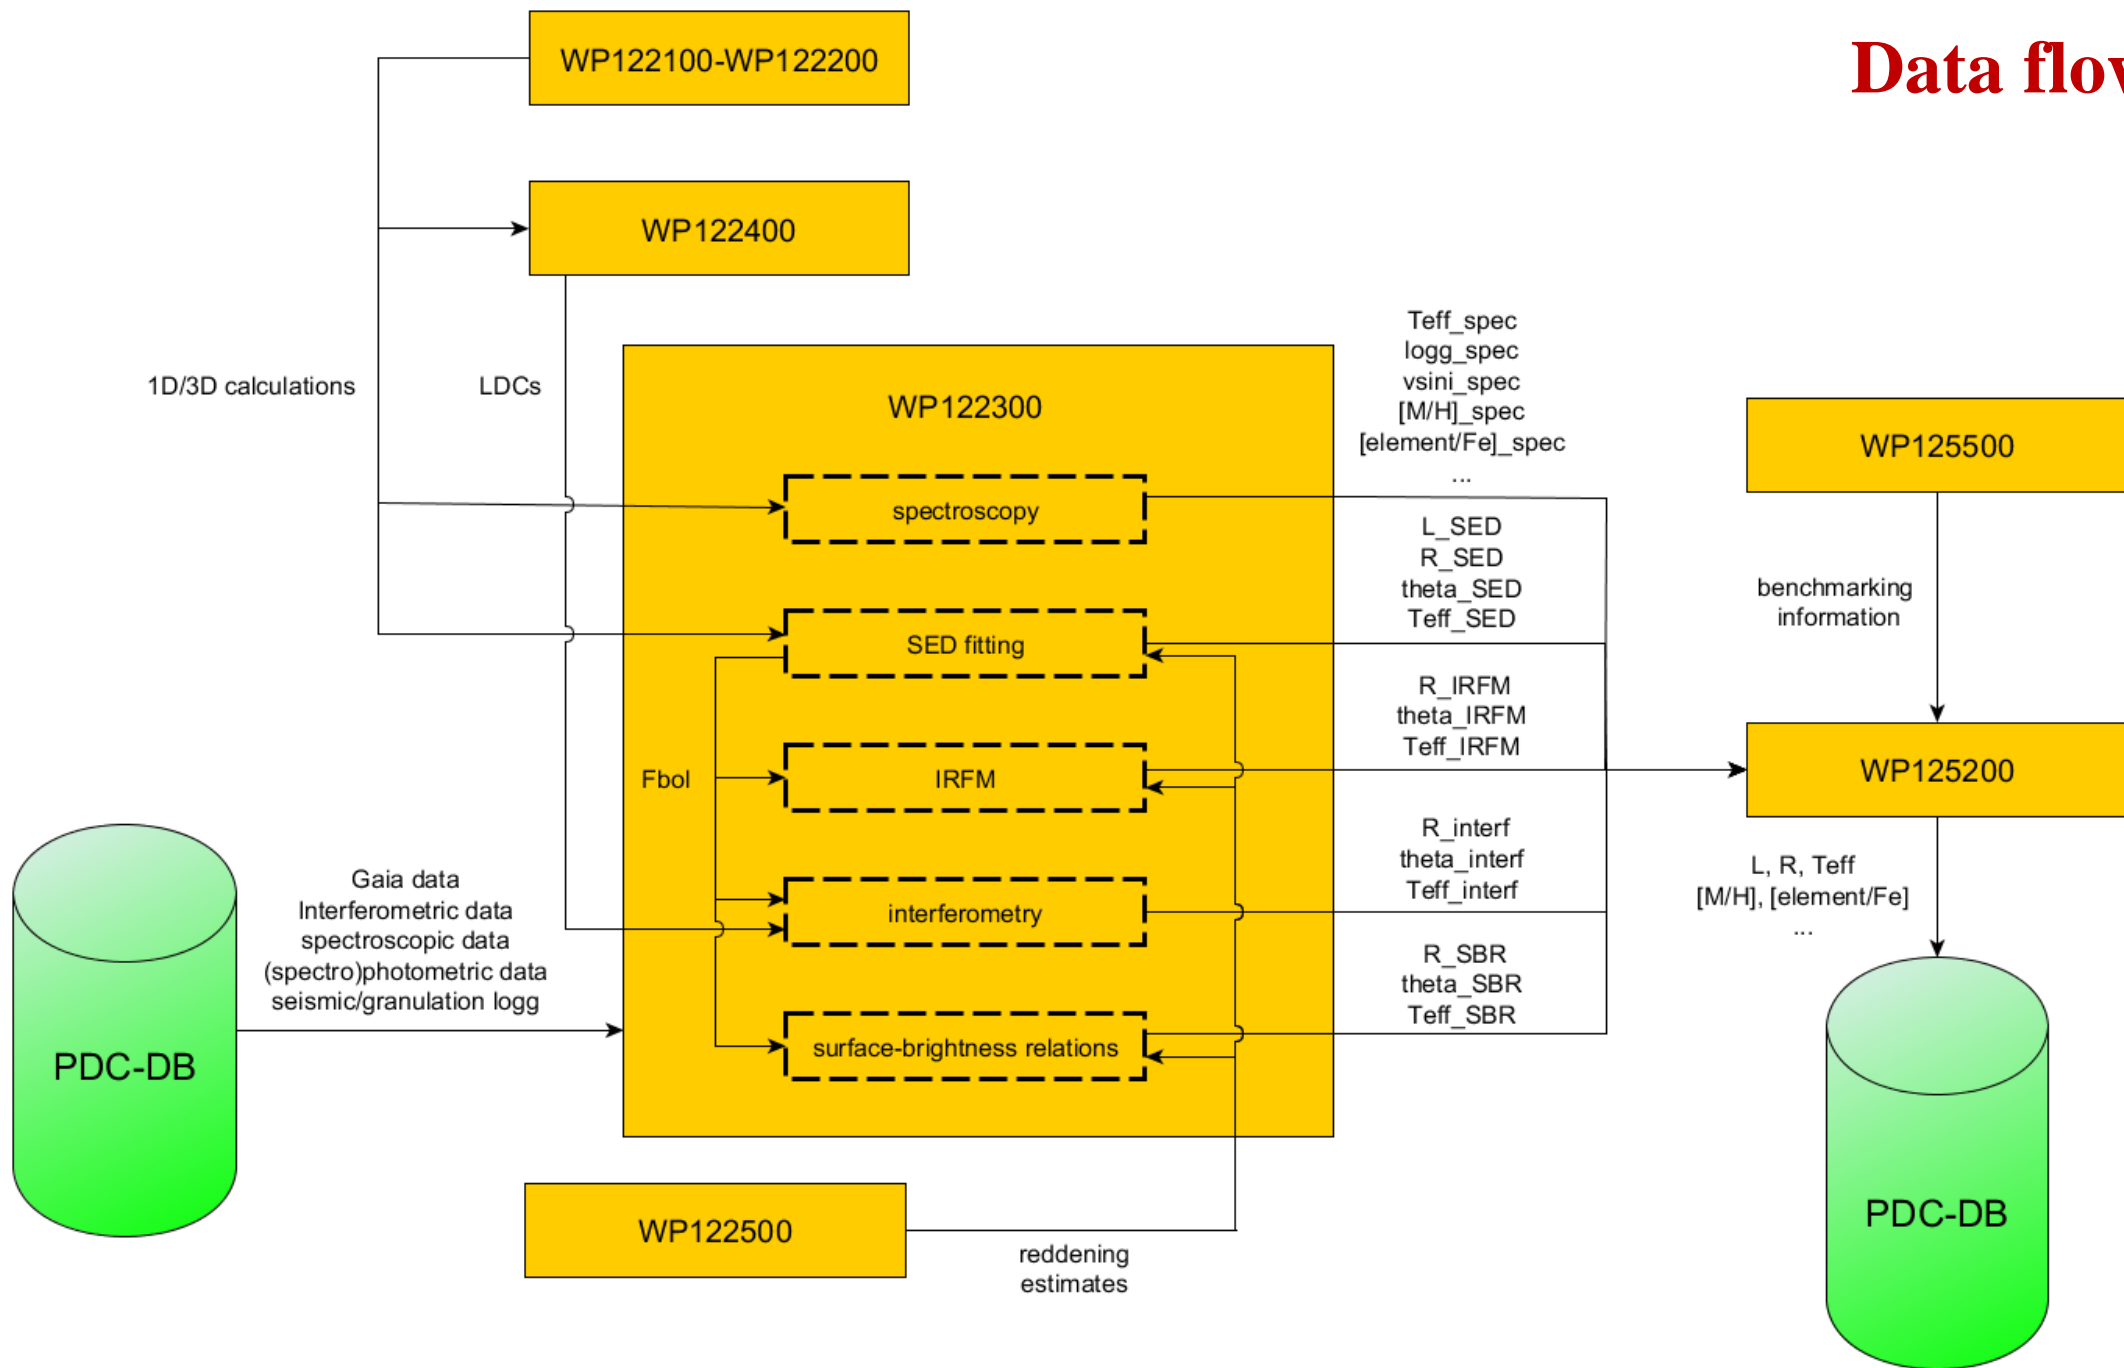 Data flow
WP122100-WP122200
WP122400
1D/3D calculations
LDCs
WP122300
spectroscopy
SED fitting
Fbol
IRFM
interferometry
surface-brightness relations
Teff_spec
logg_spec
vsini_spec
[M/H]_spec
[element/Fe]_spec
...
L_SED
R_SED
theta_SED
Teff_SED
R_IRFM
theta_IRFM
Teff_IRFM
R_interf
theta_interf
Teff_interf
R_SBR
theta_SBR
Teff_SBR
WP125500
benchmarking
information
WP125200
L, R, Teff
[M/H], [element/Fe]
...
PDC-DB
Gaia data
Interferometric data
spectroscopic data
(spectro)photometric data
seismic/granulation logg
PDC-DB
WP122500
reddening
estimates